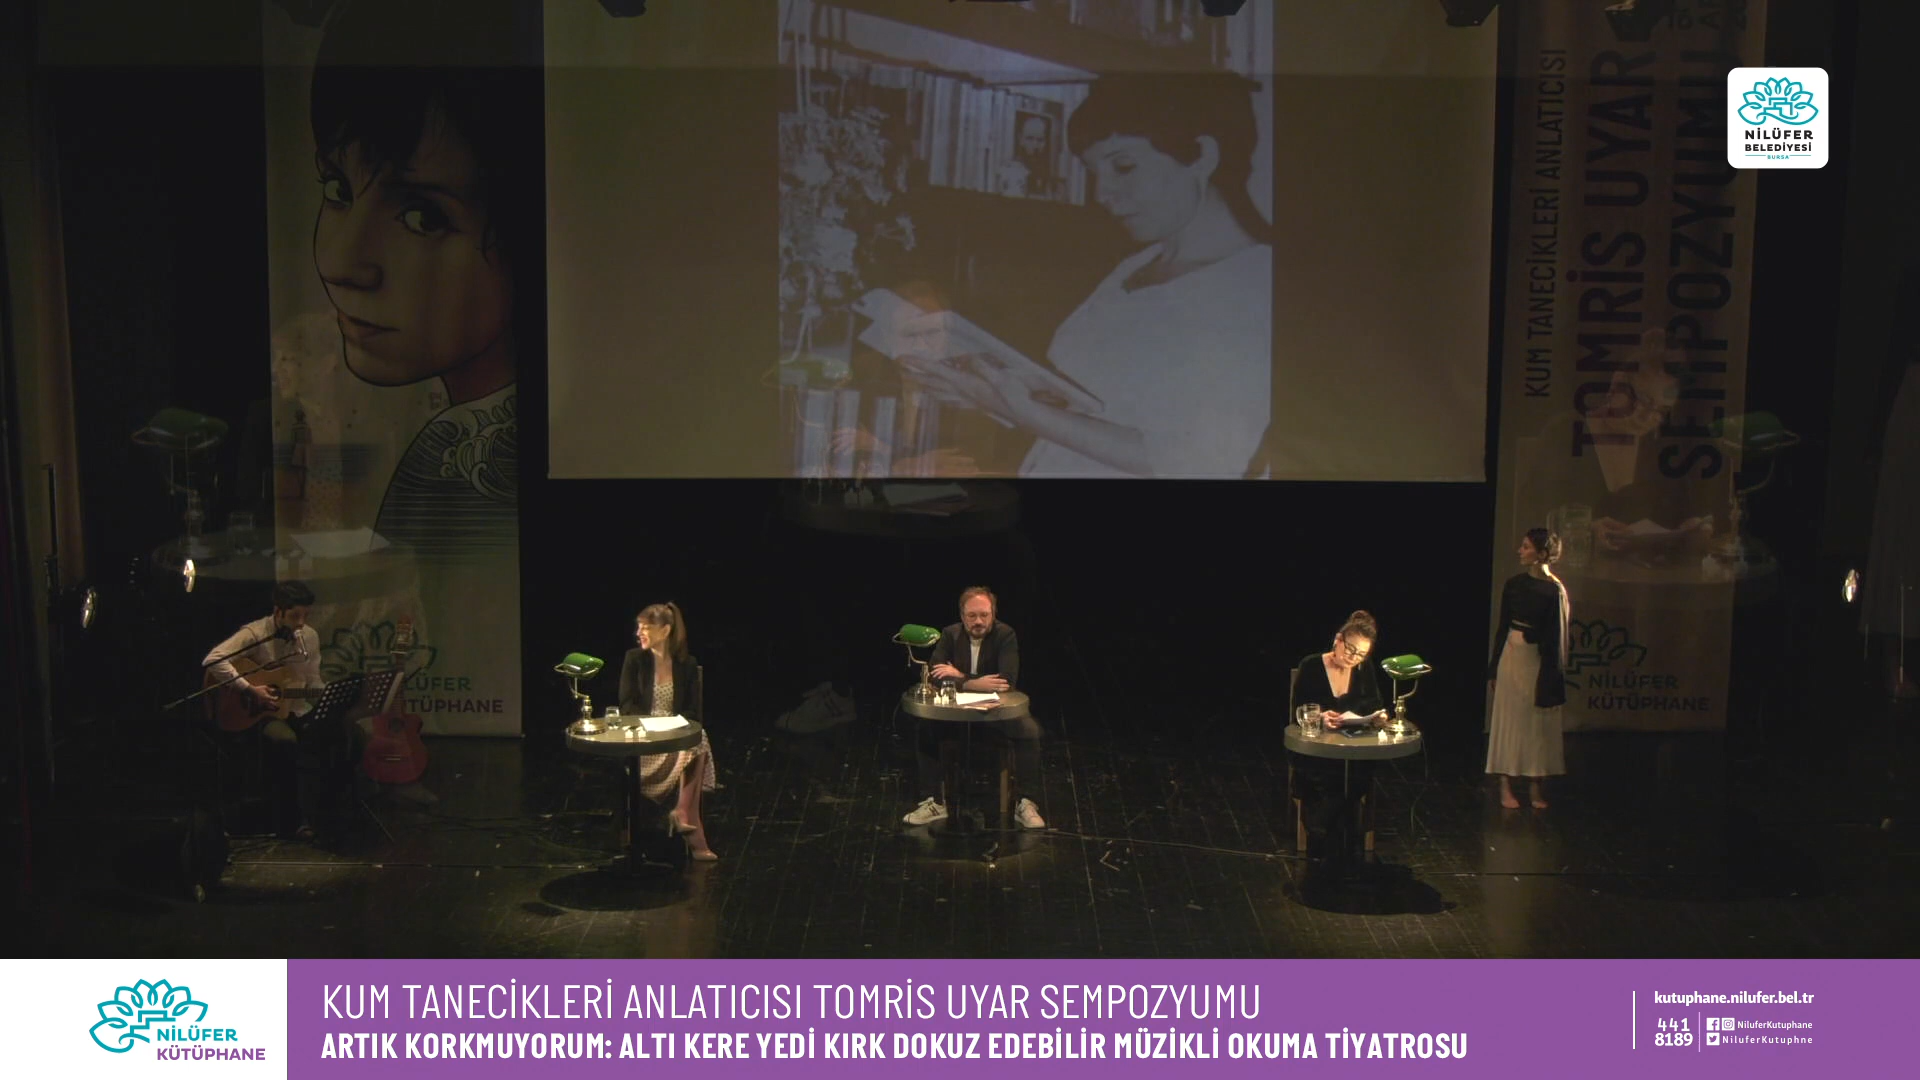 KUM TANECİKLERİ ANLATICISI
TOMRİS UYAR
SEMPOZYUMU
NİLÜFER
BELEDİYESİ
BURSA
LÜFER
TÜPHANE
NİLÜFER
KÜTÜPHANE
NİLÜFER
KÜTÜPHANE
KUM TANECİKLERİ ANLATICISI TOMRİS UYAR SEMPOZYUMU
ARTIK KORKMUYORUM: ALTI KERE YEDİ KIRK DOKUZ EDEBİLİR MÜZİKLİ OKUMA TİYATROSU
kutuphane.nilufer.bel.tr
441
8189
NiluferKutuphane
NiluferKutuphne